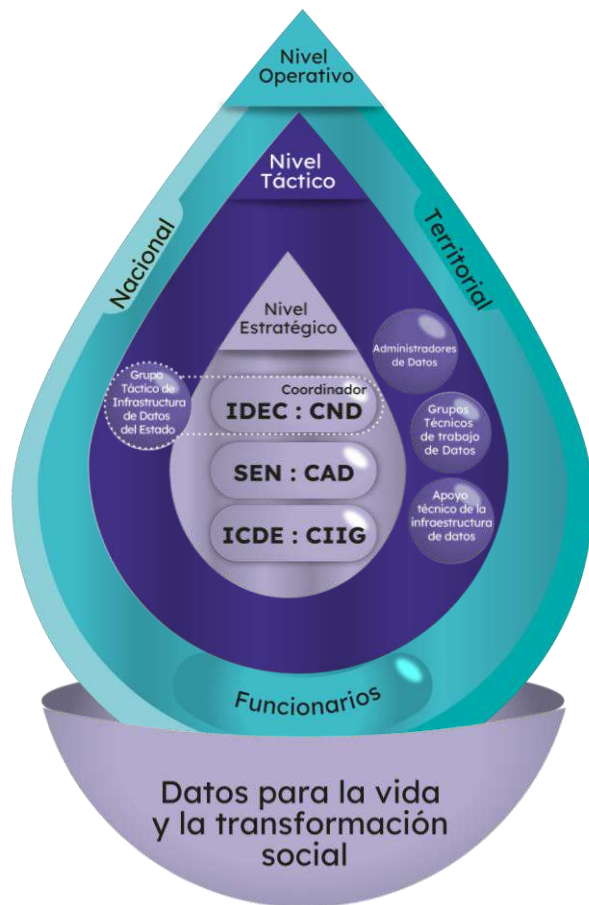 Nivel
Operativo
Nivel
Táctico
Nacional
Territorial
Nivel
Estratégico
Administradores
de Datos
Grupo
Táctico de
Infrastructura
de Datos
del Estado
Coordinador
IDEC : CND
Grupos
Técnicos
de trabajo
de Datos
SEN : CAD
Apoyo
técnico de la
infraestructura
de datos
ICDE : CIIG
Funcionarios
Datos para la vida
y la transformación
social